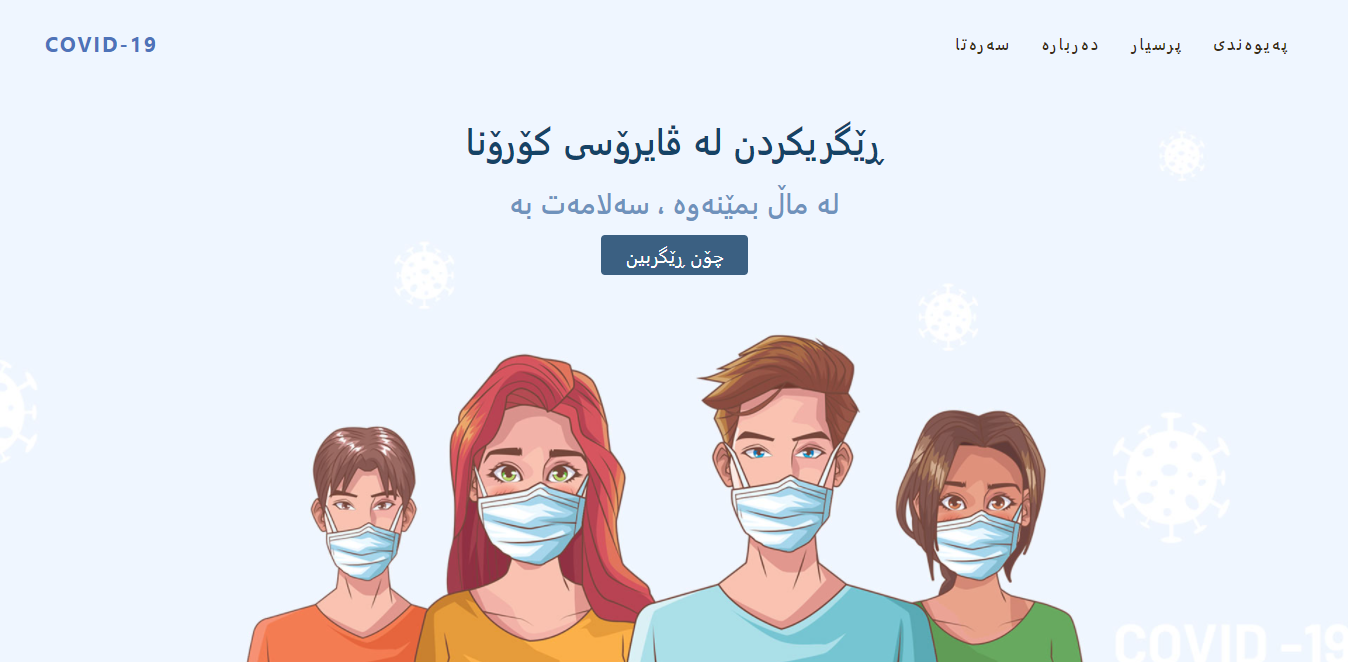 COVID-19
سەرەتا دەربارە پرسیار پەیوەندی
ڕێگریکردن لە ڤایرۆسی کۆرۆنا
لە ماڵ بمێنەوە ، سەلامەت بە
چۆن ڕێگربین
COVID -19